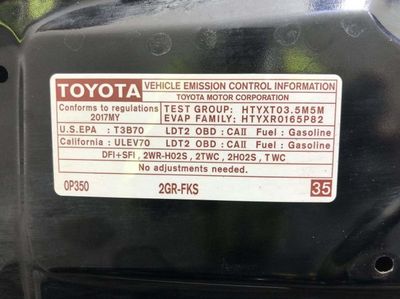 TOYOTA VEHICLE EMISSION CONTROL INFORMATION
TOYOTA MOTOR CORPORATION
Conforms to regulations
2017MY
TEST GROUP: HTYXT03.5M5M
EVAP FAMILY: HTYXR0165P82
U.S.EPA : T3B70 LDT2 OBD : CAII Fuel : Gasoline
California : ULEV70 LDT2 OBD : CAII Fuel : Gasoline
DFI+SFI , 2WR-HO2S , 2TWC , 2HO2S , TWC
No adjustments needed.
0P350 2GR-FKS 35